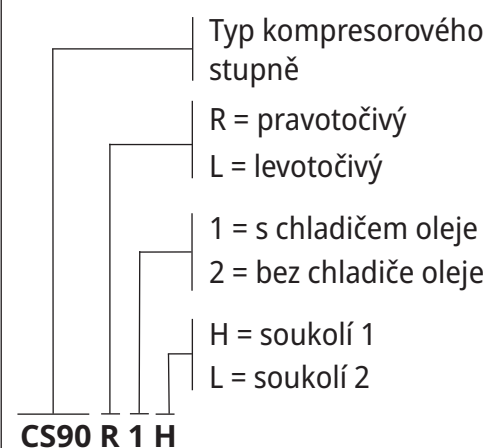 Typ kompresorového
stupně
R = pravotočivý
L = levotočivý
1 = s chladičem oleje
2 = bez chladiče oleje
H = soukolí 1
L = soukolí 2
CS90 R 1 H